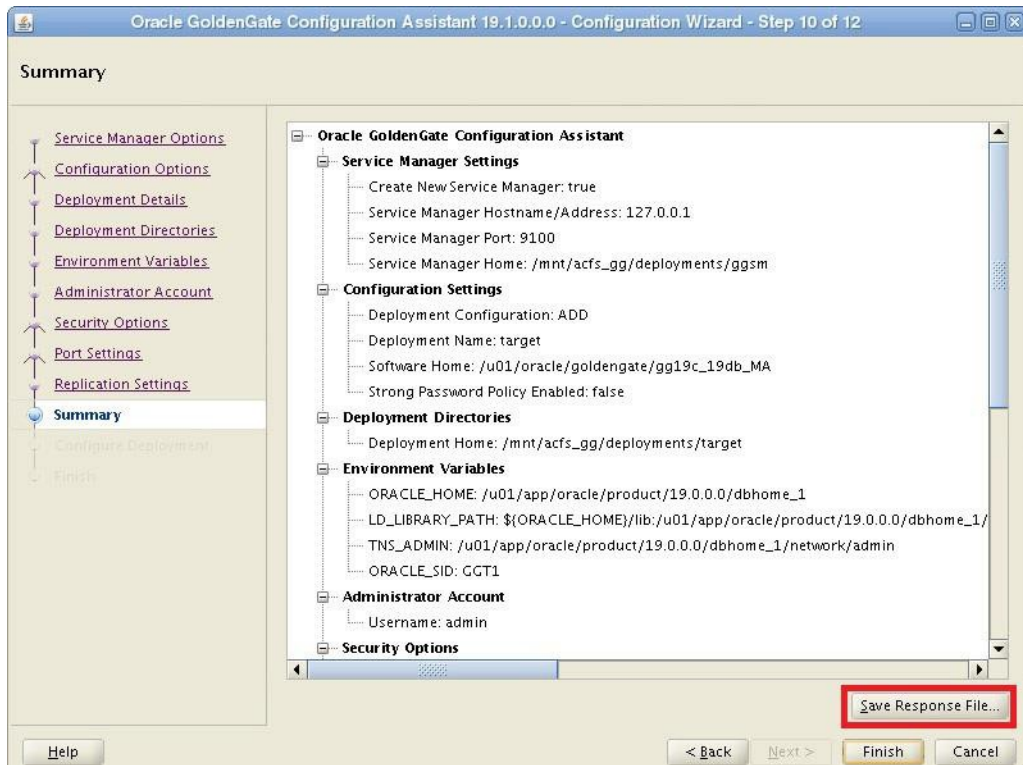 Oracle GoldenGate Configuration Assistant 19.1.0.0.0 - Configuration Wizard - Step 10 of 12
Summary
Service Manager Options
Configuration Options
Deployment Details
Deployment Directories
Environment Variables
Administrator Account
Security Options
Port Settings
Replication Settings
Summary
Configure Deployment
Finish
Oracle GoldenGate Configuration Assistant
Service Manager Settings
Create New Service Manager: true
Service Manager Hostname/Address: 127.0.0.1
Service Manager Port: 9100
Service Manager Home: /mnt/acfs_gg/deployments/ggsm
Configuration Settings
Deployment Configuration: ADD
Deployment Name: target
Software Home: /u01/oracle/goldengate/gg19c_19db_MA
Strong Password Policy Enabled: false
Deployment Directories
Deployment Home: /mnt/acfs_gg/deployments/target
Environment Variables
ORACLE_HOME: /u01/app/oracle/product/19.0.0.0/dbhome_1
LD_LIBRARY_PATH: ${ORACLE_HOME}/lib:/u01/app/oracle/product/19.0.0.0/dbhome_1/
TNS_ADMIN: /u01/app/oracle/product/19.0.0.0/dbhome_1/network/admin
ORACLE_SID: GGT1
Administrator Account
Username: admin
Security Options
Save Response File...
Help
< Back
Next >
Finish
Cancel